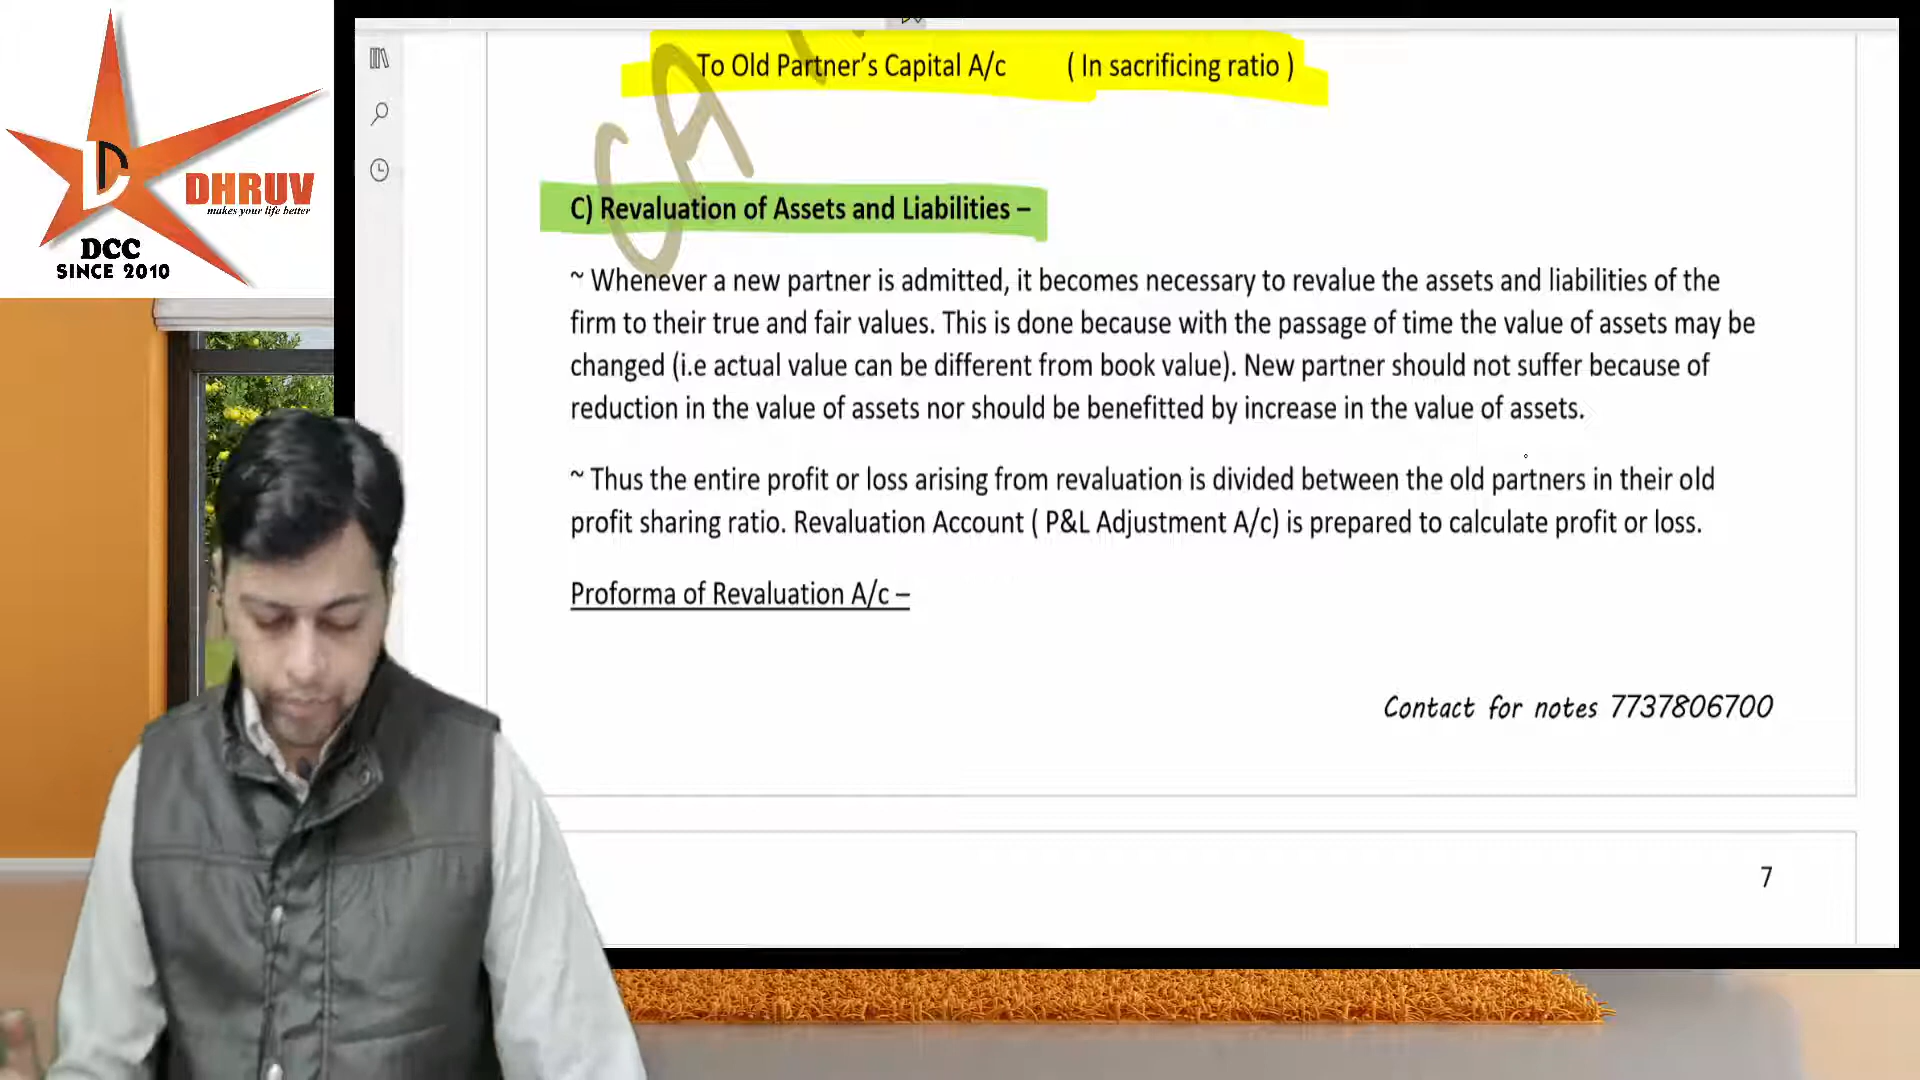 To Old Partner's Capital A/c ( In sacrificing ratio )
CA
C) Revaluation of Assets and Liabilities –
~ Whenever a new partner is admitted, it becomes necessary to revalue the assets and liabilities of the
firm to their true and fair values. This is done because with the passage of time the value of assets may be
changed (i.e actual value can be different from book value). New partner should not suffer because of
reduction in the value of assets nor should be benefitted by increase in the value of assets.
~ Thus the entire profit or loss arising from revaluation is divided between the old partners in their old
profit sharing ratio. Revaluation Account ( P&L Adjustment A/c) is prepared to calculate profit or loss.
Proforma of Revaluation A/c –
Contact for notes 7737806700
7
DC
DHRUV
makes your life better
DCC
SINCE 2010